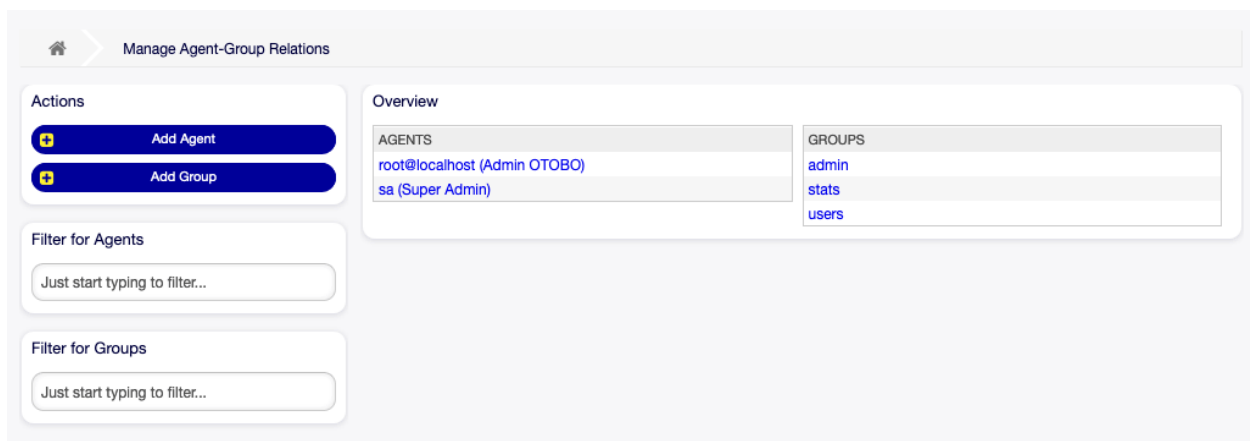 Manage Agent-Group Relations
Actions
Add Agent
Add Group
Filter for Agents
Just start typing to filter...
Filter for Groups
Just start typing to filter...
Overview
AGENTS
root@localhost (Admin OTOBO)
sa (Super Admin)
GROUPS
admin
stats
users